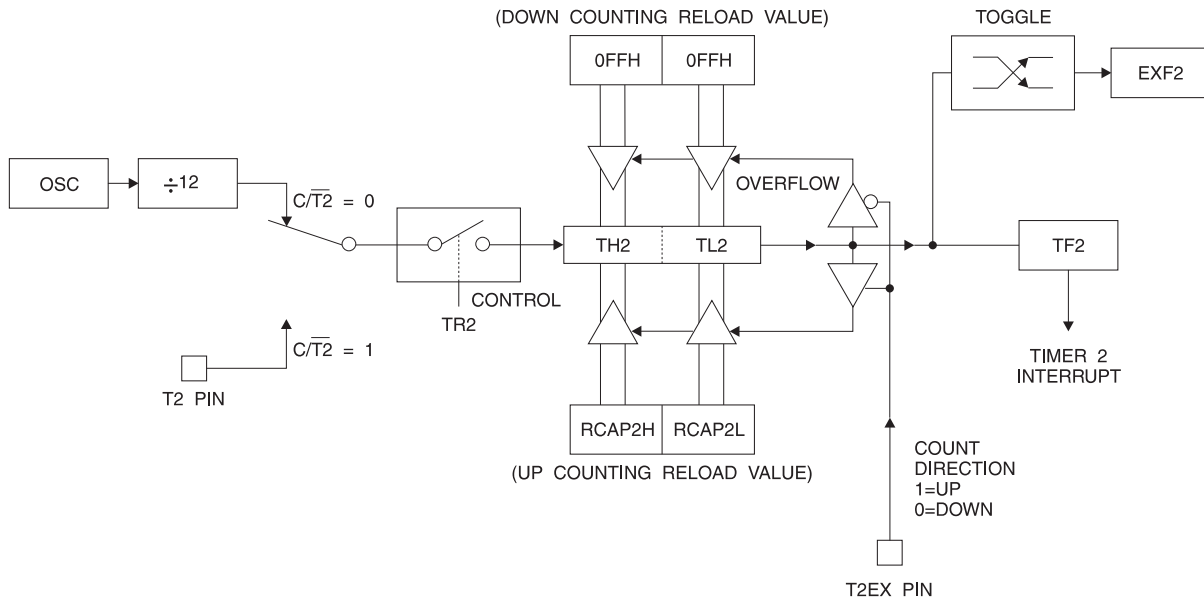 (DOWN COUNTING RELOAD VALUE)
TOGGLE
0FFH
0FFH
EXF2
OSC
÷12
C/T2̅ = 0
OVERFLOW
TH2
TL2
TF2
CONTROL
TR2
C/T2̅ = 1
T2 PIN
TIMER 2
INTERRUPT
RCAP2H
RCAP2L
(UP COUNTING RELOAD VALUE)
COUNT
DIRECTION
1=UP
0=DOWN
T2EX PIN